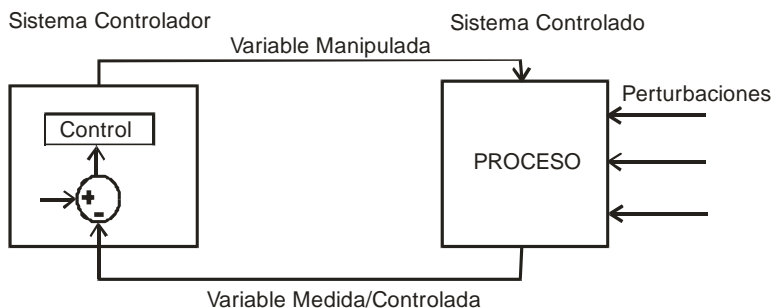 Sistema Controlador
Sistema Controlado
Variable Manipulada
Perturbaciones
Control
PROCESO
+
-
Variable Medida/Controlada